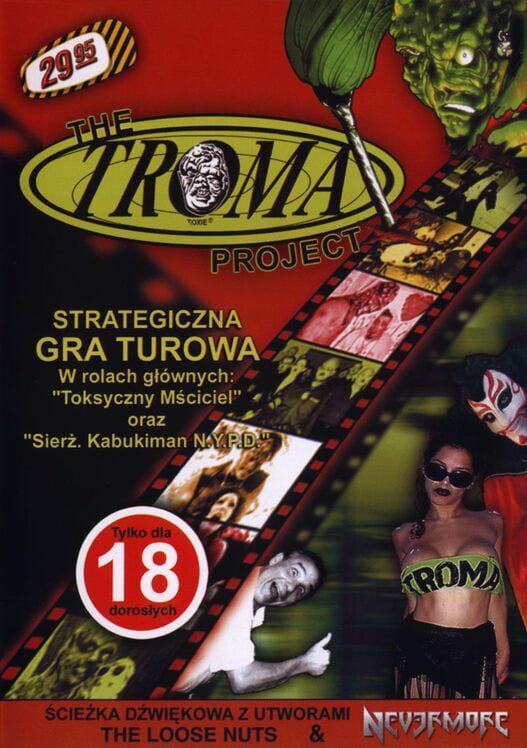 29.95
THE
TROMA
TOXIE®
PROJECT
STRATEGICZNA
GRA TUROWA
W rolach głównych:
"Toksyczny Mściciel"
oraz
"Sierż. Kabukiman N.Y.P.D."
Tylko dla
18
dorosłych
TROMA
ŚCIEŻKA DŹWIĘKOWA Z UTWORAMI
THE LOOSE NUTS & NEVERMORE